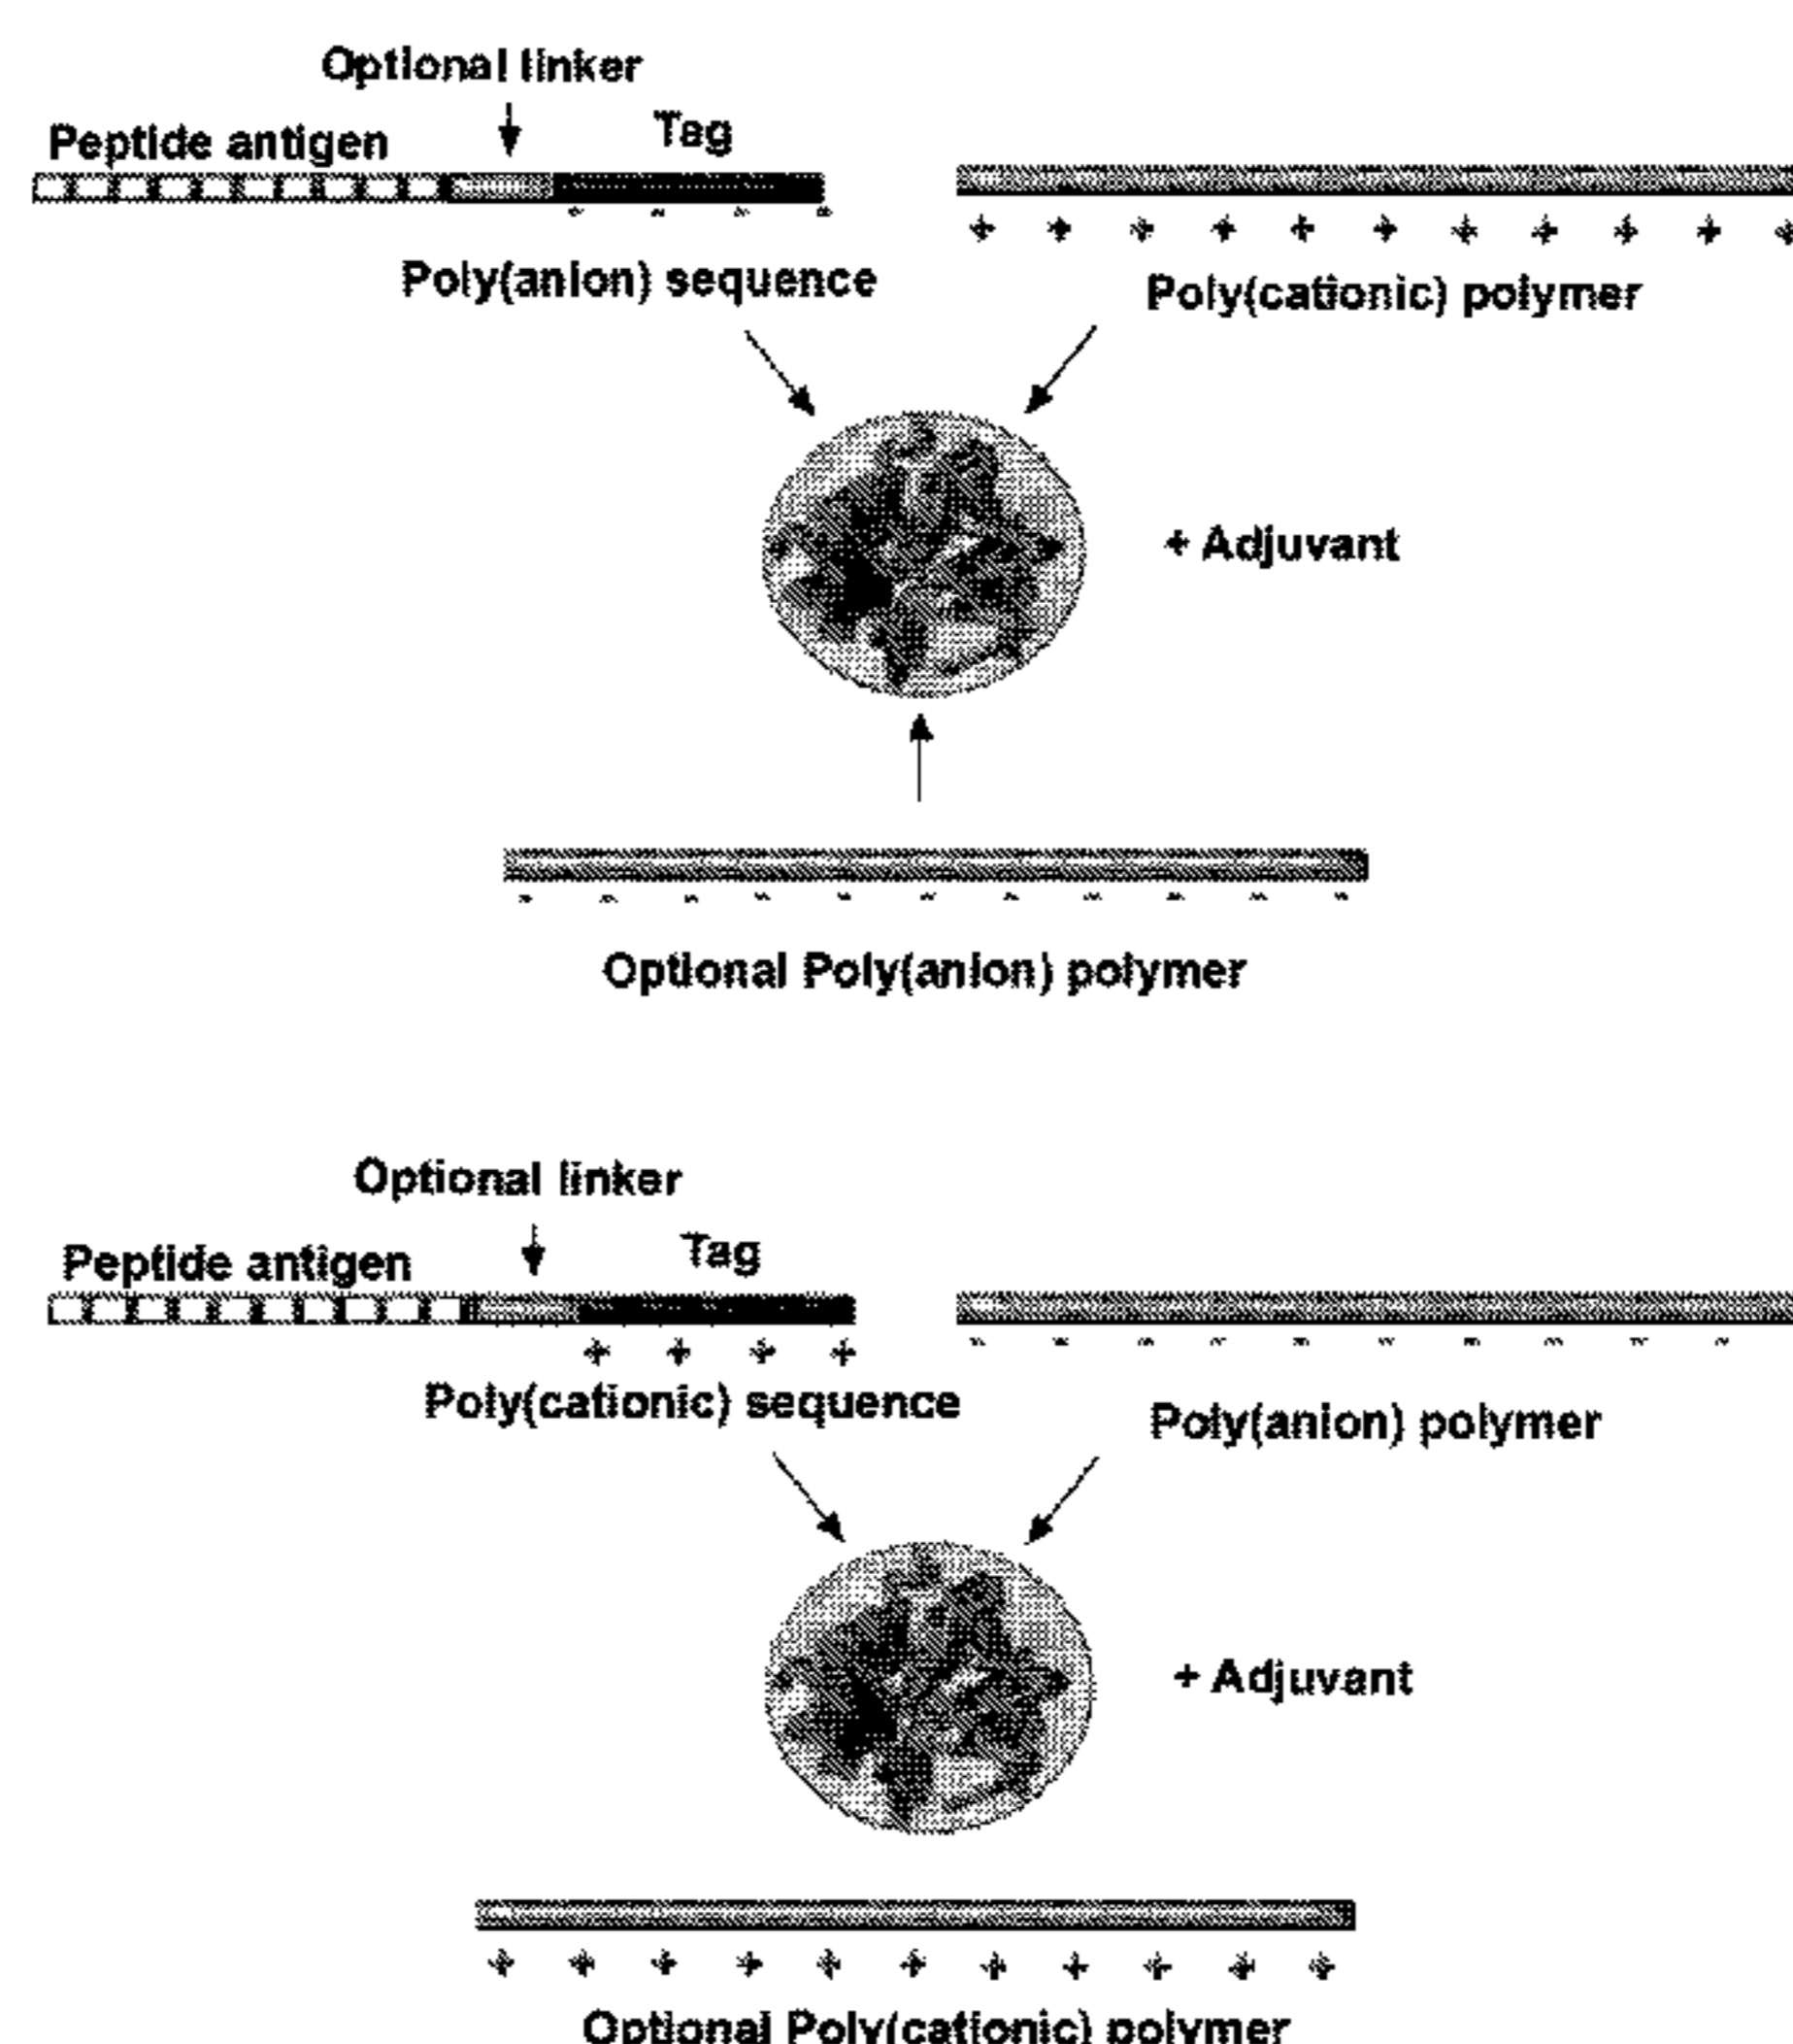 Optional linker
Peptide antigen
Tag
Poly(anion) sequence
Poly(cationic) polymer
+ Adjuvant
Optional Poly(anion) polymer
Optional linker
Peptide antigen
Tag
Poly(cationic) sequence
Poly(anion) polymer
+ Adjuvant
Optional Poly(cationic) polymer